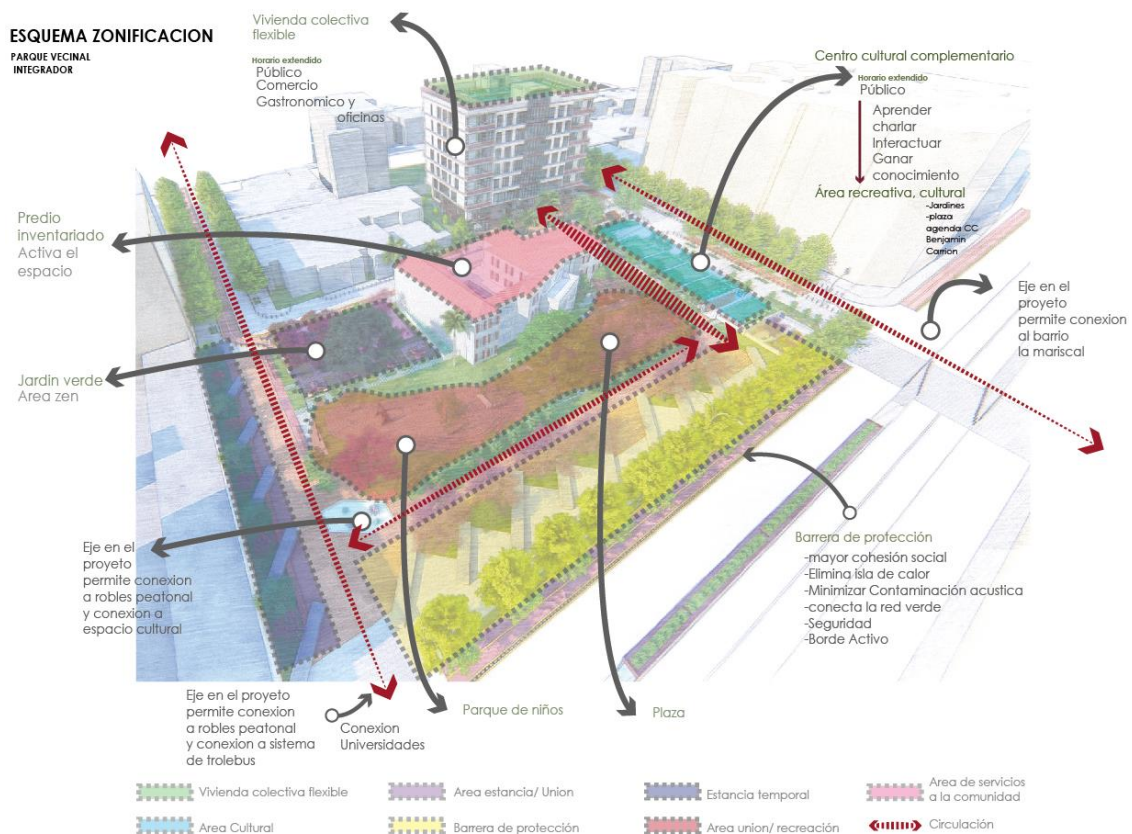 ESQUEMA ZONIFICACION
PARQUE VECINAL
INTEGRADOR
Vivienda colectiva
flexible
Horario extendido
Público
Comercio
Gastronomico y
oficinas
Centro cultural complementario
Horario extendido
Público
Aprender
charlar
Interactuar
Ganar
conocimiento
Área recreativa, cultural
-Jardines
-plaza
agenda CC
Benjamin
Carrion
Predio
inventariado
Activa el
espacio
Eje en el
proyeto
permite conexion
al barrio
la mariscal
Jardin verde
Area zen
Eje en el
proyeto
permite conexion
a robles peatonal
y conexion a
espacio cultural
Barrera de protección
-mayor cohesión social
-Elimina isla de calor
-Minimizar Contaminación acustica
-conecta la red verde
-Seguridad
-Borde Activo
Eje en el proyeto
permite conexion
a robles peatonal
y conexion a sistema
de trolebus
Conexion
Universidades
Parque de niños
Plaza
Vivienda colectiva flexible
Area estancia/ Union
Estancia temporal
Area de servicios
a la comunidad
Area Cultural
Barrera de protección
Area union/ recreación
Circulación